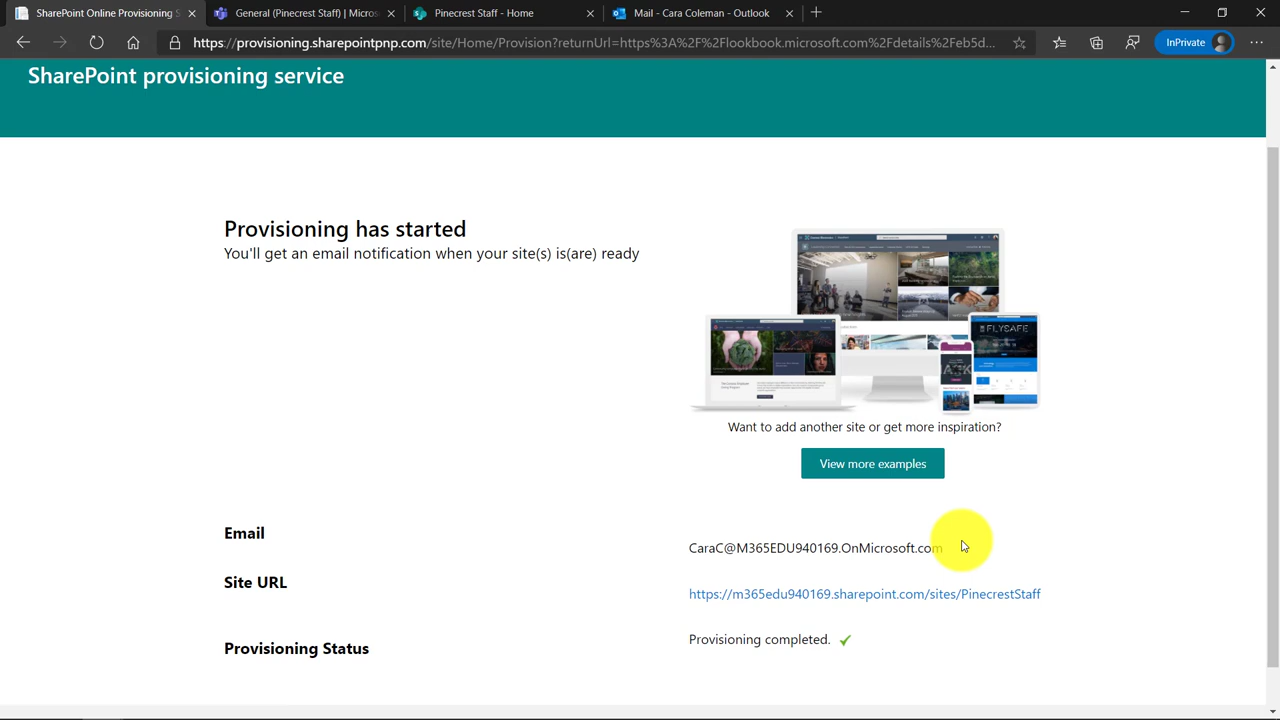 SharePoint Online Provisioning S
General (Pinecrest Staff) | Micros
Pinecrest Staff - Home
Mail - Cara Coleman - Outlook
https://provisioning.sharepointpnp.com/site/Home/Provision?returnUrl=https%3A%2F%2Flookbook.microsoft.com%2Fdetails%2Feb5d...
InPrivate
SharePoint provisioning service
Provisioning has started
You'll get an email notification when your site(s) is(are) ready
FLYSAFE
Want to add another site or get more inspiration?
View more examples
Email
CaraC@M365EDU940169.OnMicrosoft.com
Site URL
https://m365edu940169.sharepoint.com/sites/PinecrestStaff
Provisioning completed.
Provisioning Status